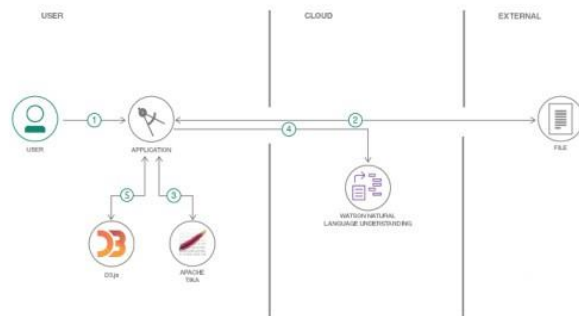 USER
CLOUD
EXTERNAL
1
2
4
USER
APPLICATION
FILE
5
3
WATSON NATURAL
LANGUAGE UNDERSTANDING
D3.js
APACHE
TIKA